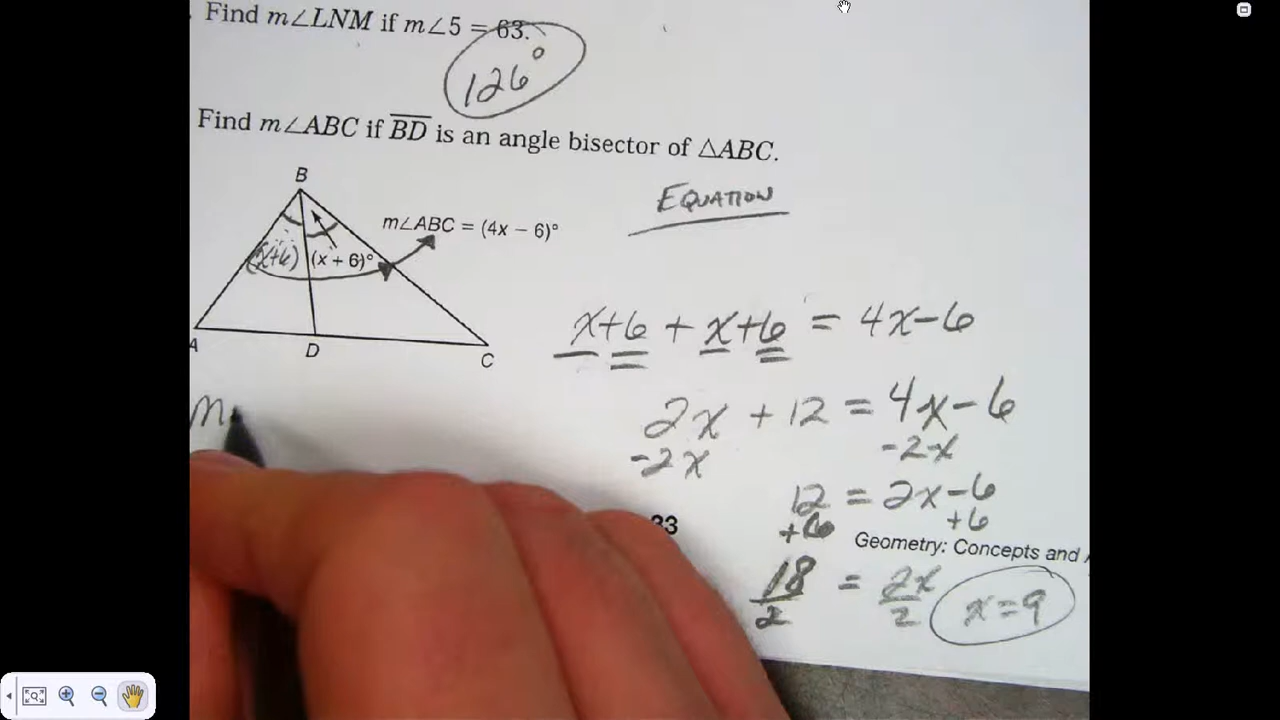 Find m∠LNM if m∠5 = 63.
126°
Find m∠ABC if BD is an angle bisector of △ABC.
EQUATION
B
m∠ABC = (4x − 6)°
(x+6) (x + 6)°
A
D
C
x+6 + x+6 = 4x−6
2x + 12 = 4x−6
-2x -2x
12 = 2x−6
+6 +6
33
Geometry: Concepts and
18/2 = 2x/2
x=9
m